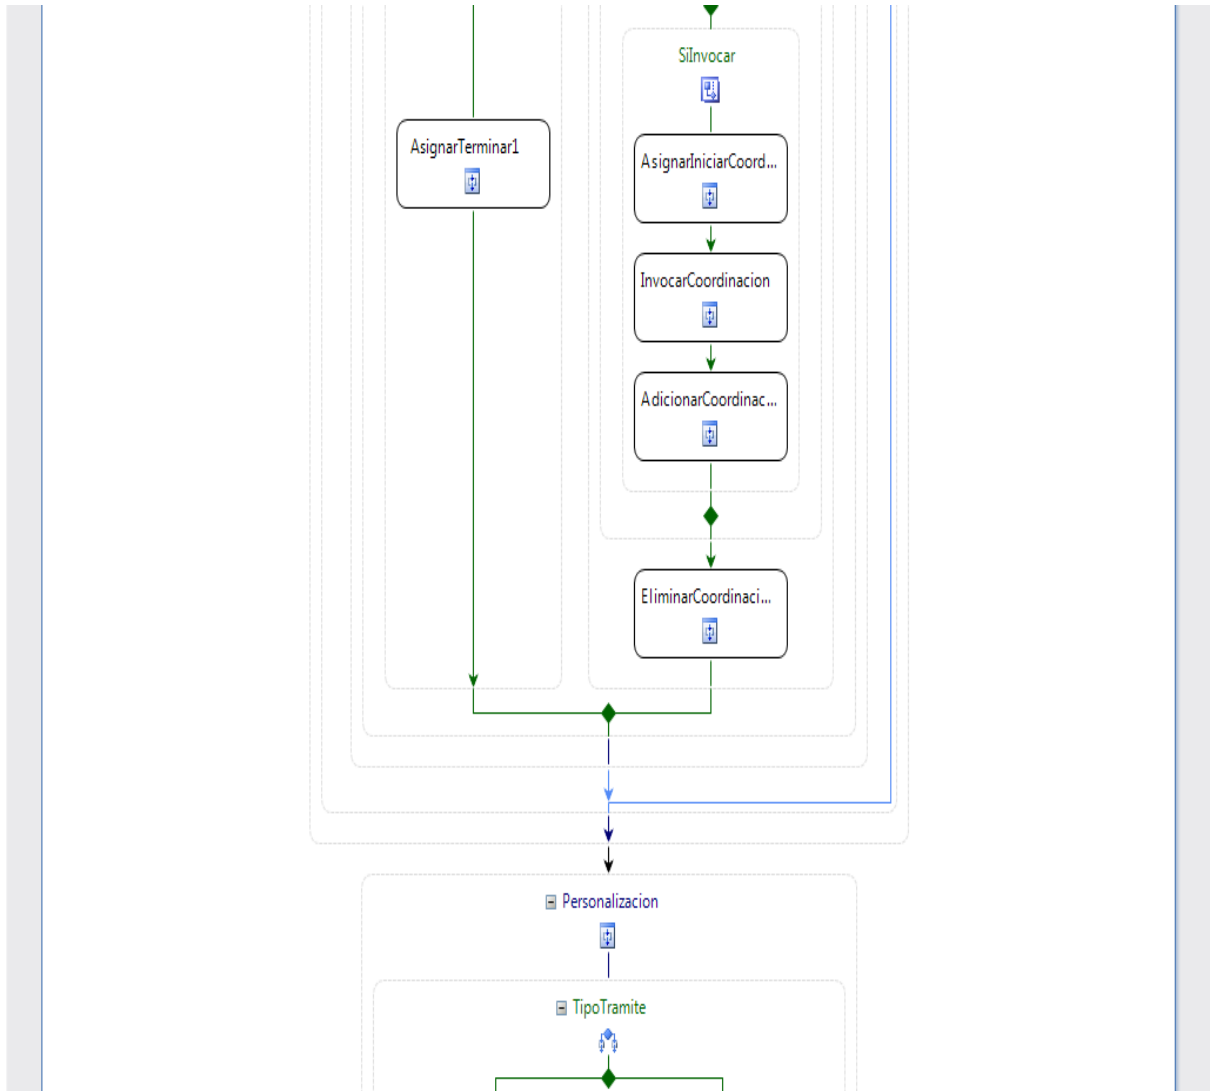 SiInvocar
AsignarTerminar1
AsignarIniciarCoord...
InvocarCoordinacion
AdicionarCoordinac...
EliminarCoordinaci...
Personalizacion
TipoTramite